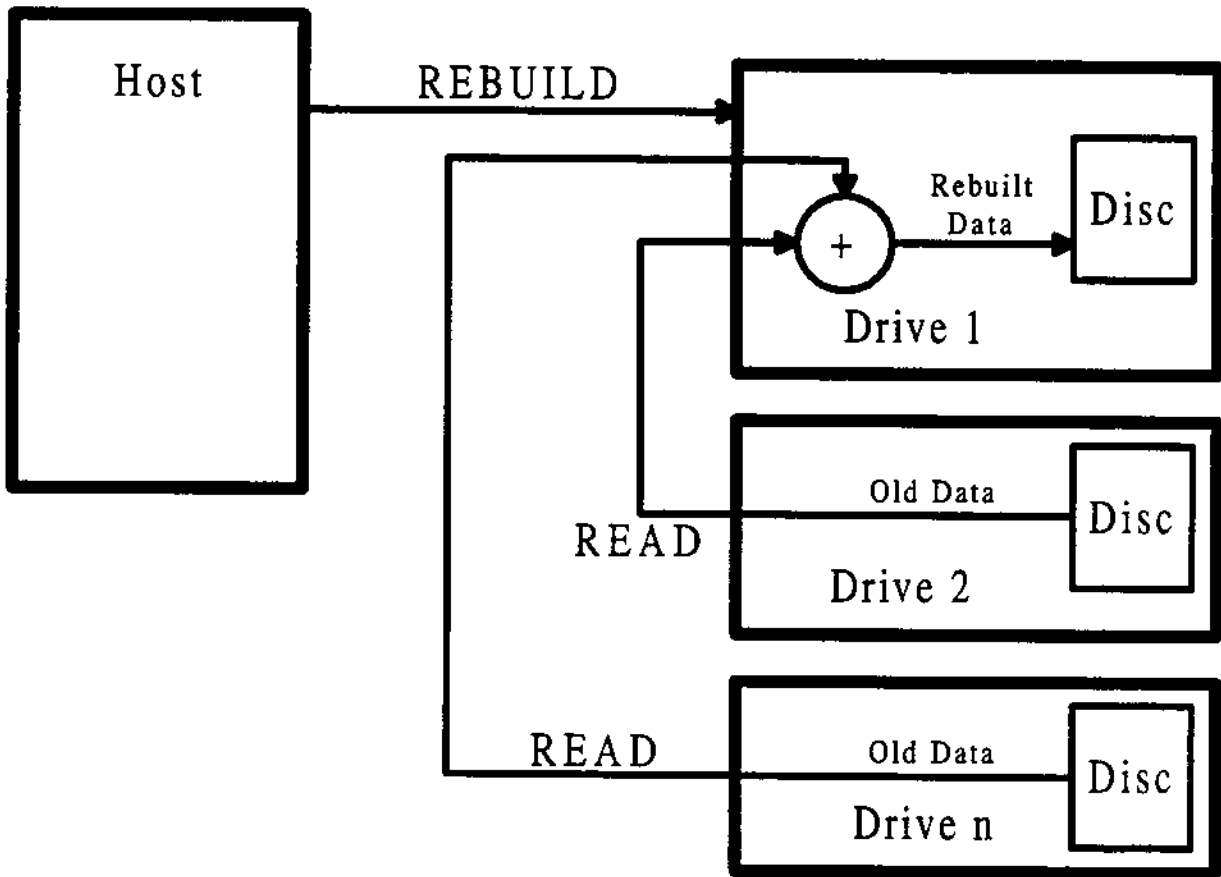 Host
REBUILD
Rebuilt
Data
Disc
+
Drive 1
Old Data
Disc
READ
Drive 2
READ
Old Data
Disc
Drive n